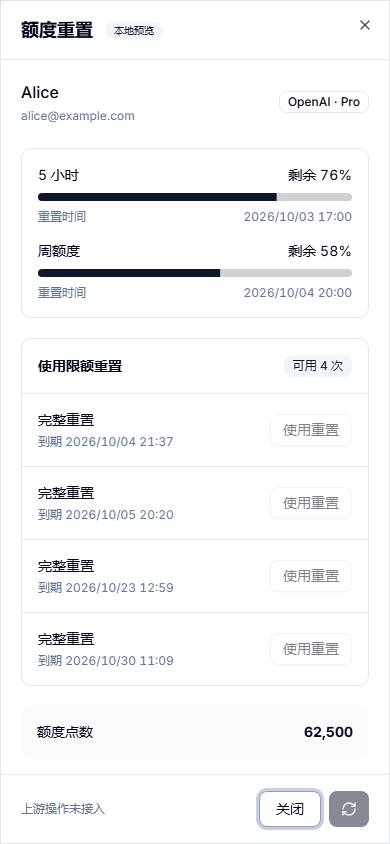 额度重置 本地预览
Alice
alice@example.com
OpenAI · Pro
5 小时 剩余 76%
重置时间 2026/10/03 17:00
周额度 剩余 58%
重置时间 2026/10/04 20:00
使用限额重置 可用 4 次
完整重置
到期 2026/10/04 21:37
使用重置
完整重置
到期 2026/10/05 20:20
使用重置
完整重置
到期 2026/10/23 12:59
使用重置
完整重置
到期 2026/10/30 11:09
使用重置
额度点数 62,500
上游操作未接入 关闭